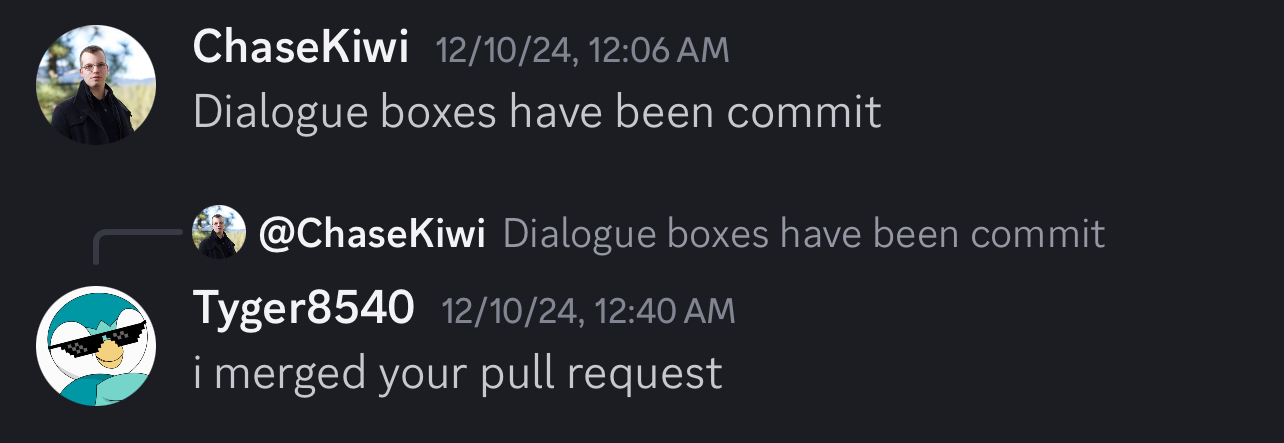 ChaseKiwi 12/10/24, 12:06 AM
Dialogue boxes have been commit
@ChaseKiwi Dialogue boxes have been commit
Tyger8540 12/10/24, 12:40 AM
i merged your pull request